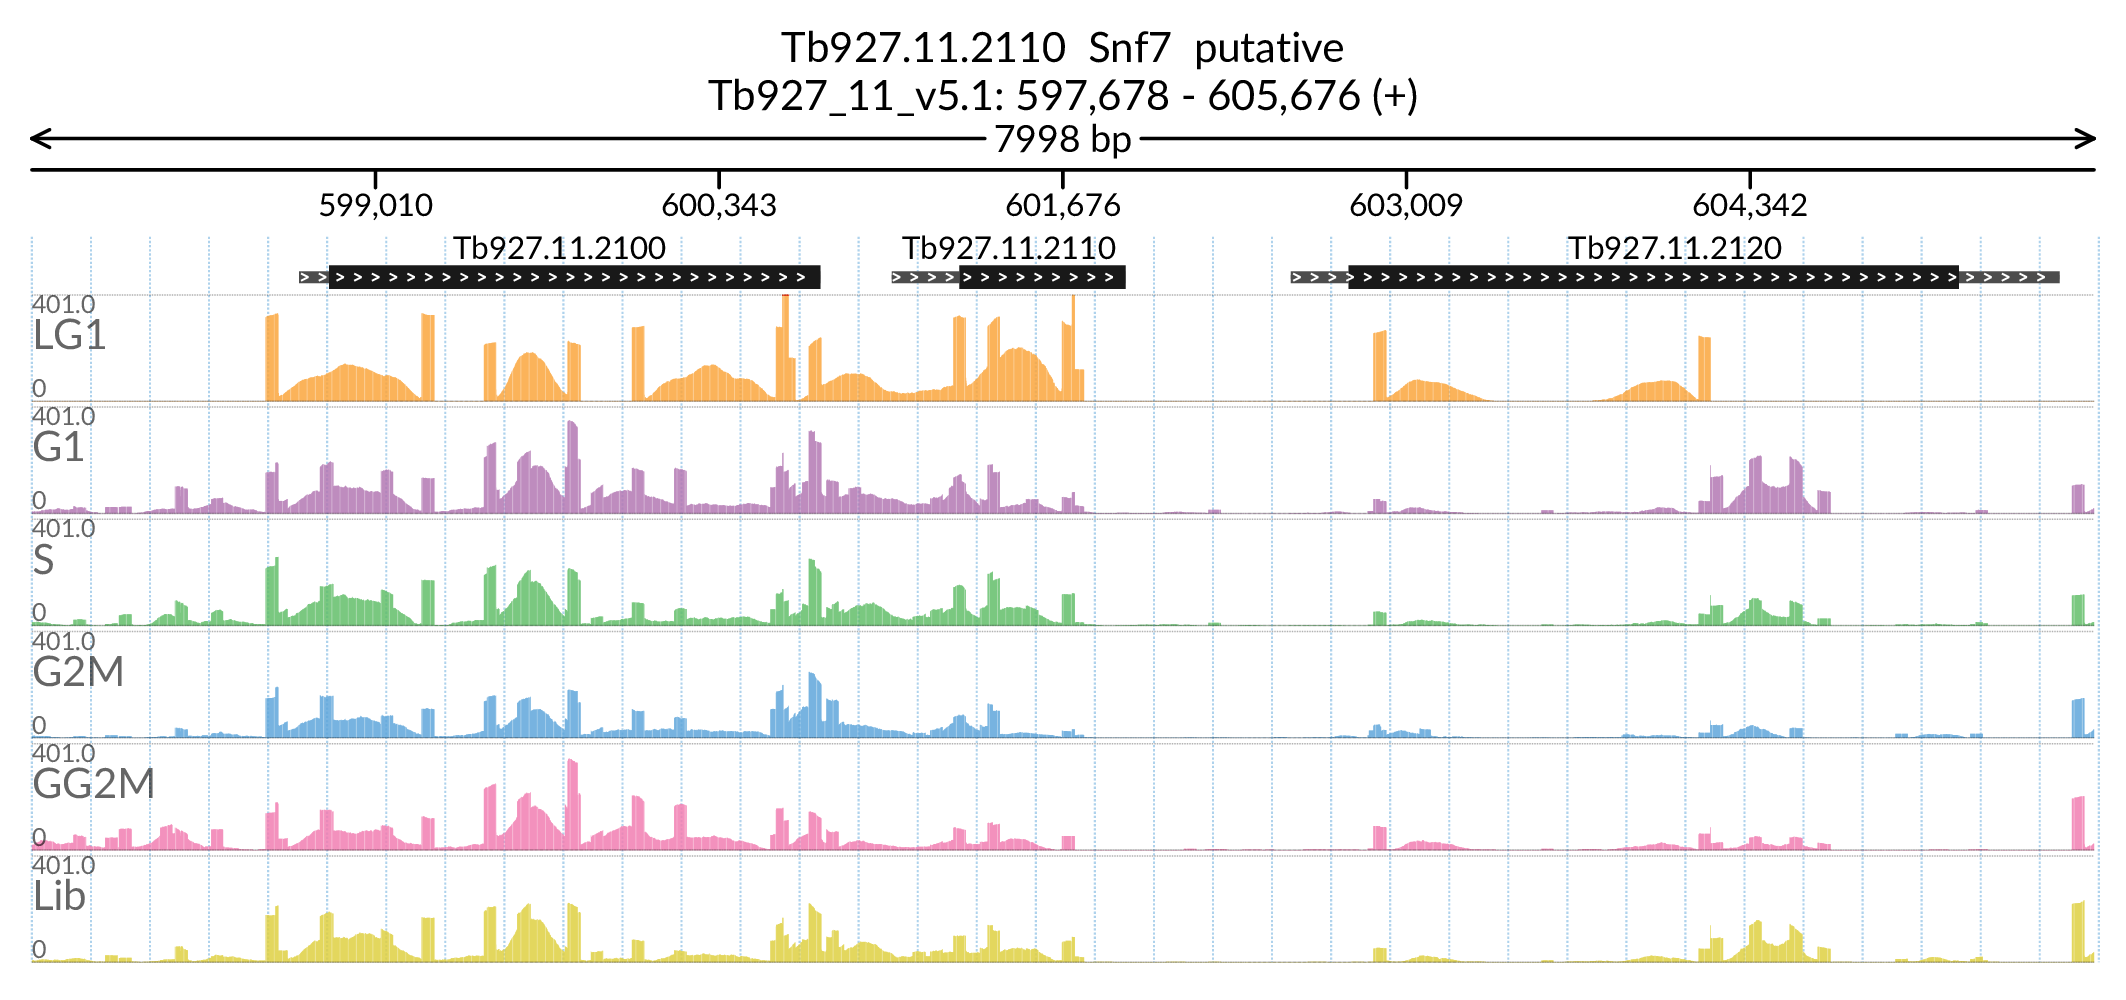 Tb927.11.2110 Snf7 putative
Tb927_11_v5.1: 597,678 - 605,676 (+)
7998 bp
599,010 600,343 601,676 603,009 604,342
Tb927.11.2100 Tb927.11.2110 Tb927.11.2120
401.0
LG1
0
401.0
G1
0
401.0
S
0
401.0
G2M
0
401.0
GG2M
0
401.0
Lib
0